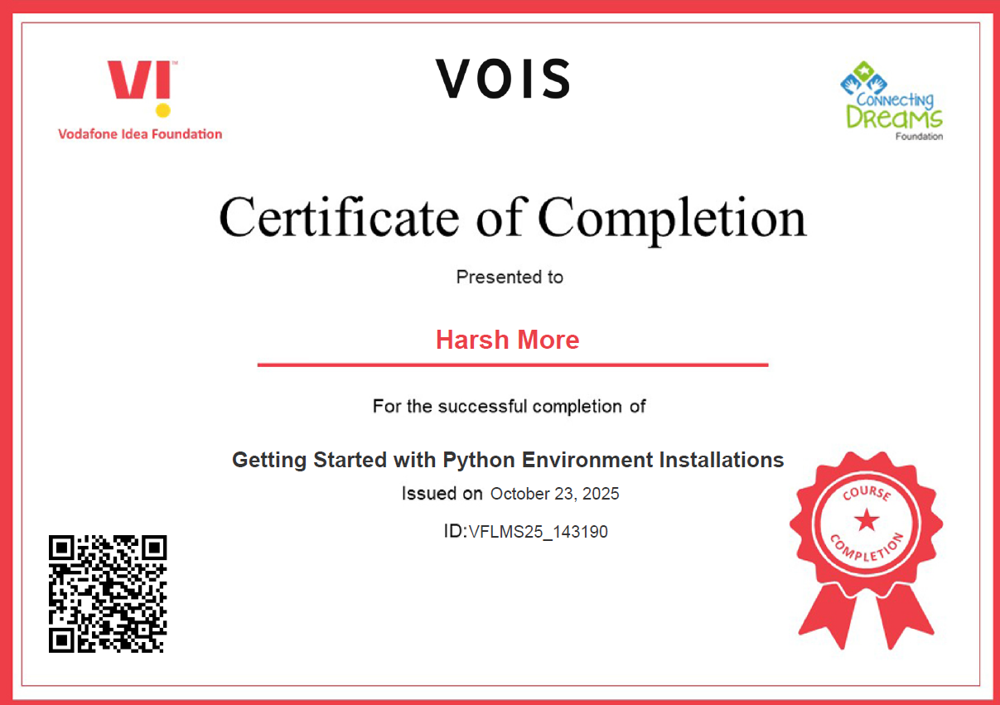 VI™
Vodafone Idea Foundation
VOIS
Connecting
Dreams
Foundation
Certificate of Completion
Presented to
Harsh More
For the successful completion of
Getting Started with Python Environment Installations
Issued on October 23, 2025
ID:VFLMS25_143190
COURSE
COMPLETION